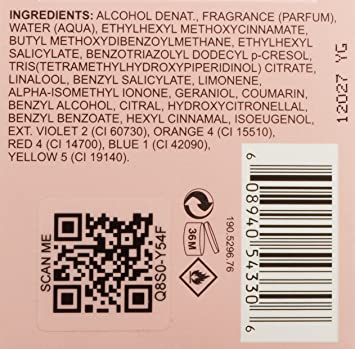 INGREDIENTS: ALCOHOL DENAT., FRAGRANCE (PARFUM),
WATER (AQUA), ETHYLHEXYL METHOXYCINNAMATE,
BUTYL METHOXYDIBENZOYLMETHANE, ETHYLHEXYL
SALICYLATE, BENZOTRIAZOLYL DODECYL p-CRESOL,
TRIS(TETRAMETHYLHYDROXYPIPERIDINOL) CITRATE,
LINALOOL, BENZYL SALICYLATE, LIMONENE,
ALPHA-ISOMETHYL IONONE, GERANIOL, COUMARIN,
BENZYL ALCOHOL, CITRAL, HYDROXYCITRONELLAL,
BENZYL BENZOATE, HEXYL CINNAMAL, ISOEUGENOL,
EXT. VIOLET 2 (CI 60730), ORANGE 4 (CI 15510),
RED 4 (CI 14700), BLUE 1 (CI 42090),
YELLOW 5 (CI 19140).
12027 YG
SCAN ME
Q8S0-Y54F
36M
190.5296.76
6 08940 54330 6